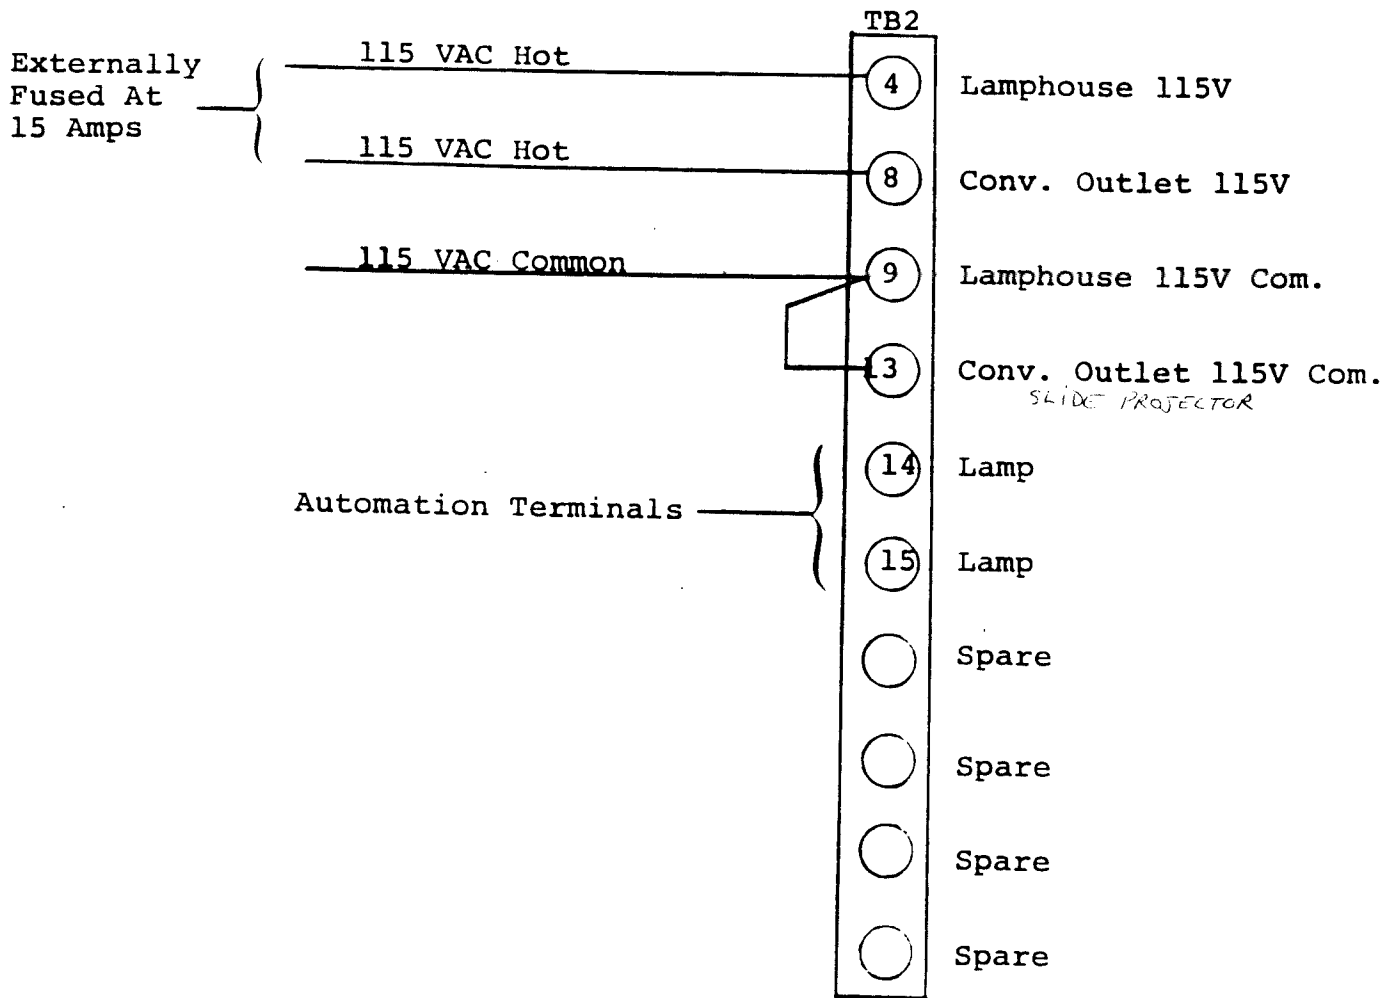 TB2
Externally
Fused At
15 Amps
115 VAC Hot
4 Lamphouse 115V
115 VAC Hot
8 Conv. Outlet 115V
115 VAC Common
9 Lamphouse 115V Com.
13 Conv. Outlet 115V Com.
SLIDE PROJECTOR
Automation Terminals
14 Lamp
15 Lamp
Spare
Spare
Spare
Spare